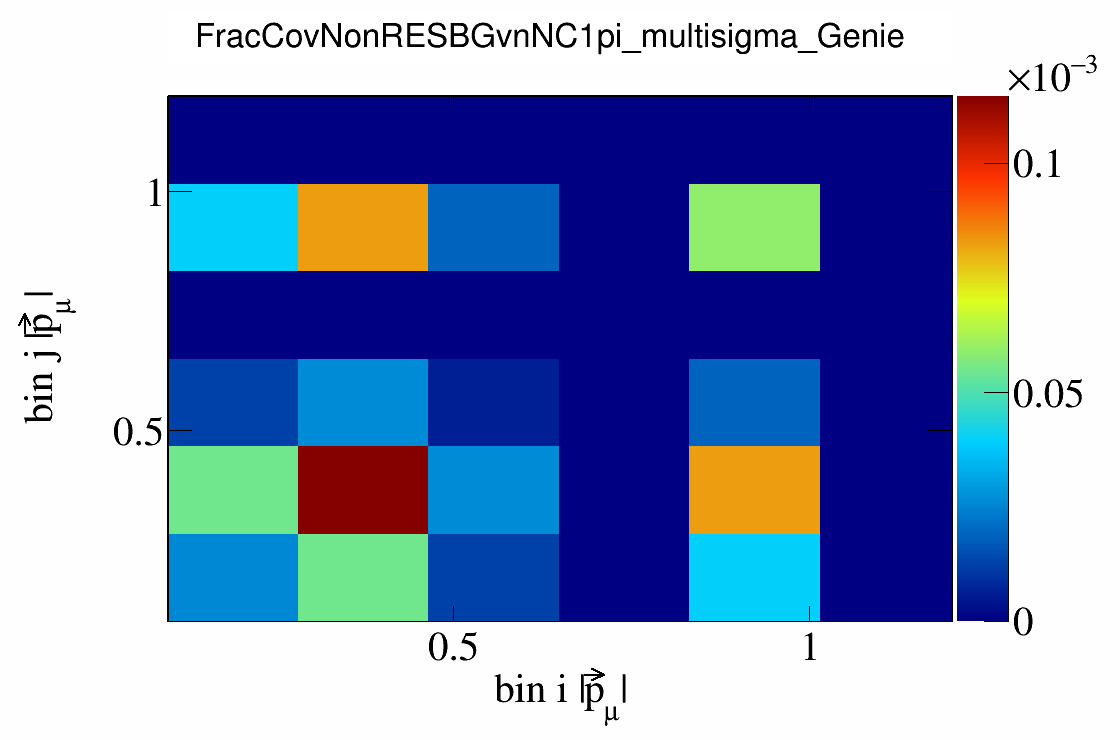 FracCovNonRESBGvnNC1pi_multisigma_Genie
×10⁻³
1
0.5
0.1
0.05
0
0.5
1
bin j |p⃗μ|
bin i |p⃗μ|